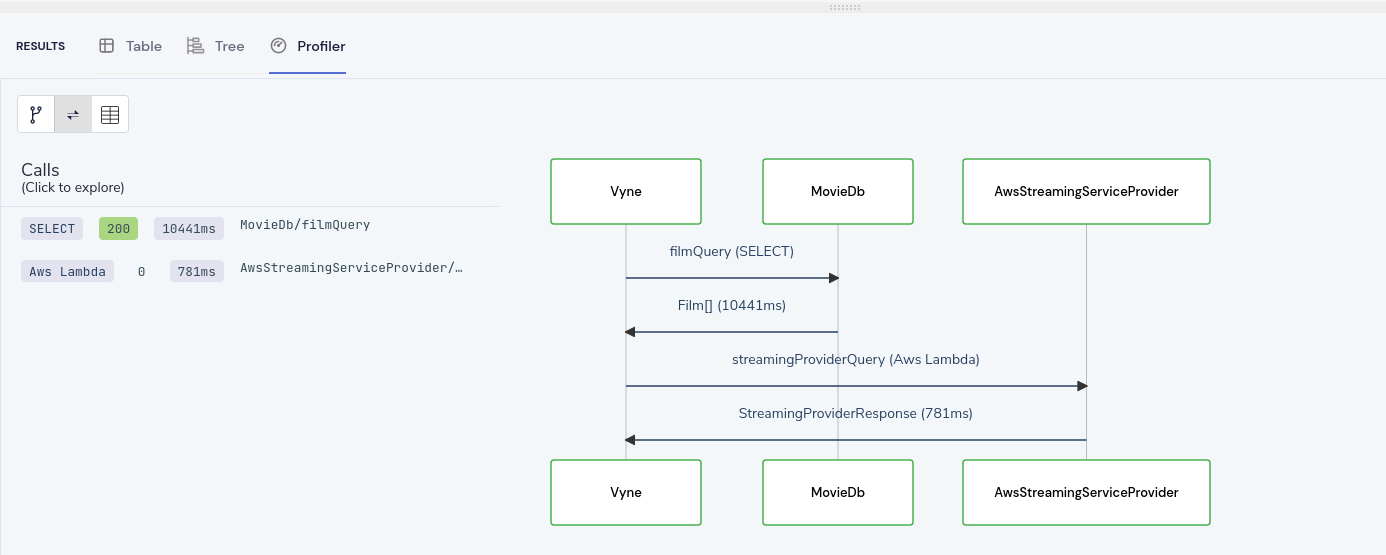 RESULTS Table Tree Profiler
Calls
(Click to explore)
SELECT 200 10441ms MovieDb/filmQuery
Aws Lambda 0 781ms AwsStreamingServiceProvider/…
Vyne MovieDb AwsStreamingServiceProvider
filmQuery (SELECT)
Film[] (10441ms)
streamingProviderQuery (Aws Lambda)
StreamingProviderResponse (781ms)
Vyne MovieDb AwsStreamingServiceProvider